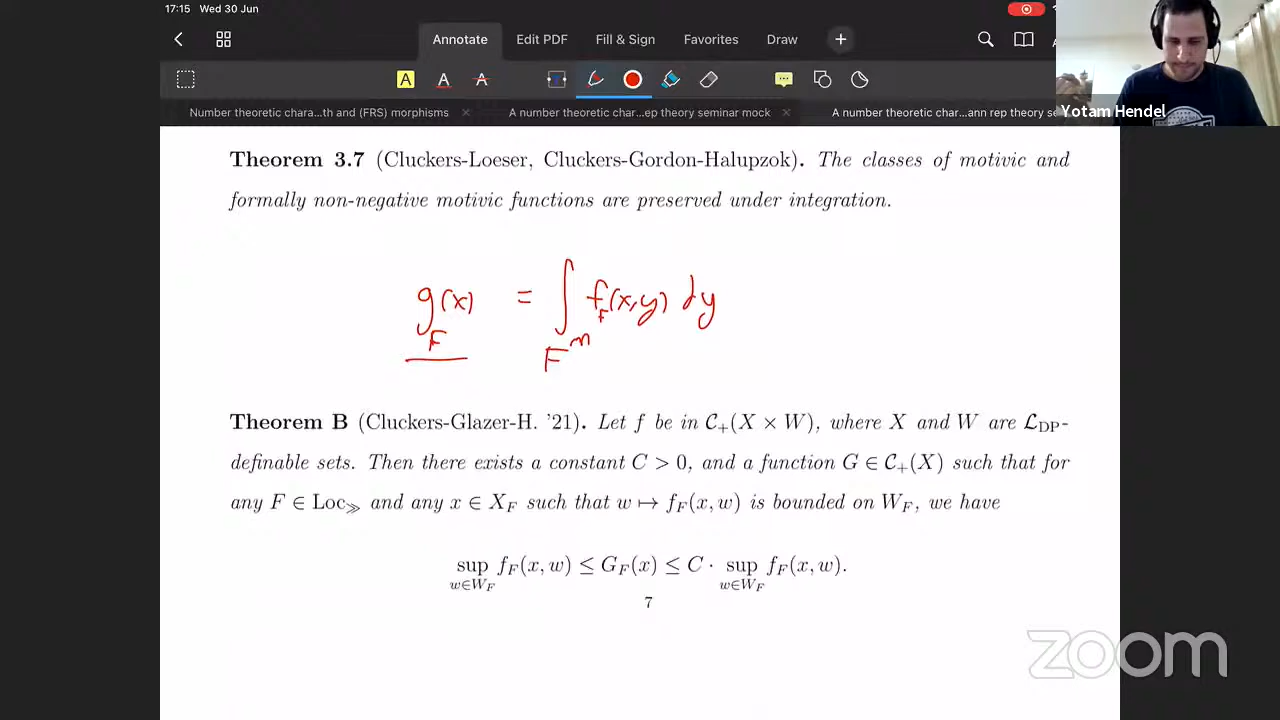 17:15 Wed 30 Jun
Annotate Edit PDF Fill & Sign Favorites Draw
Yotam Hendel
Number theoretic chara...th and (FRS) morphisms
A number theoretic char...ep theory seminar mock
A number theoretic char...ann rep theory se
Theorem 3.7 (Cluckers-Loeser, Cluckers-Gordon-Halupzok). The classes of motivic and
formally non-negative motivic functions are preserved under integration.
g_F(x) = ∫_{F^m} f_F(x,y) dy
Theorem B (Cluckers-Glazer-H. '21). Let f be in C₊(X × W), where X and W are L_DP-
definable sets. Then there exists a constant C > 0, and a function G ∈ C₊(X) such that for
any F ∈ Loc_≫ and any x ∈ X_F such that w ↦ f_F(x, w) is bounded on W_F, we have
sup_{w∈W_F} f_F(x, w) ≤ G_F(x) ≤ C · sup_{w∈W_F} f_F(x, w).
7
zoom